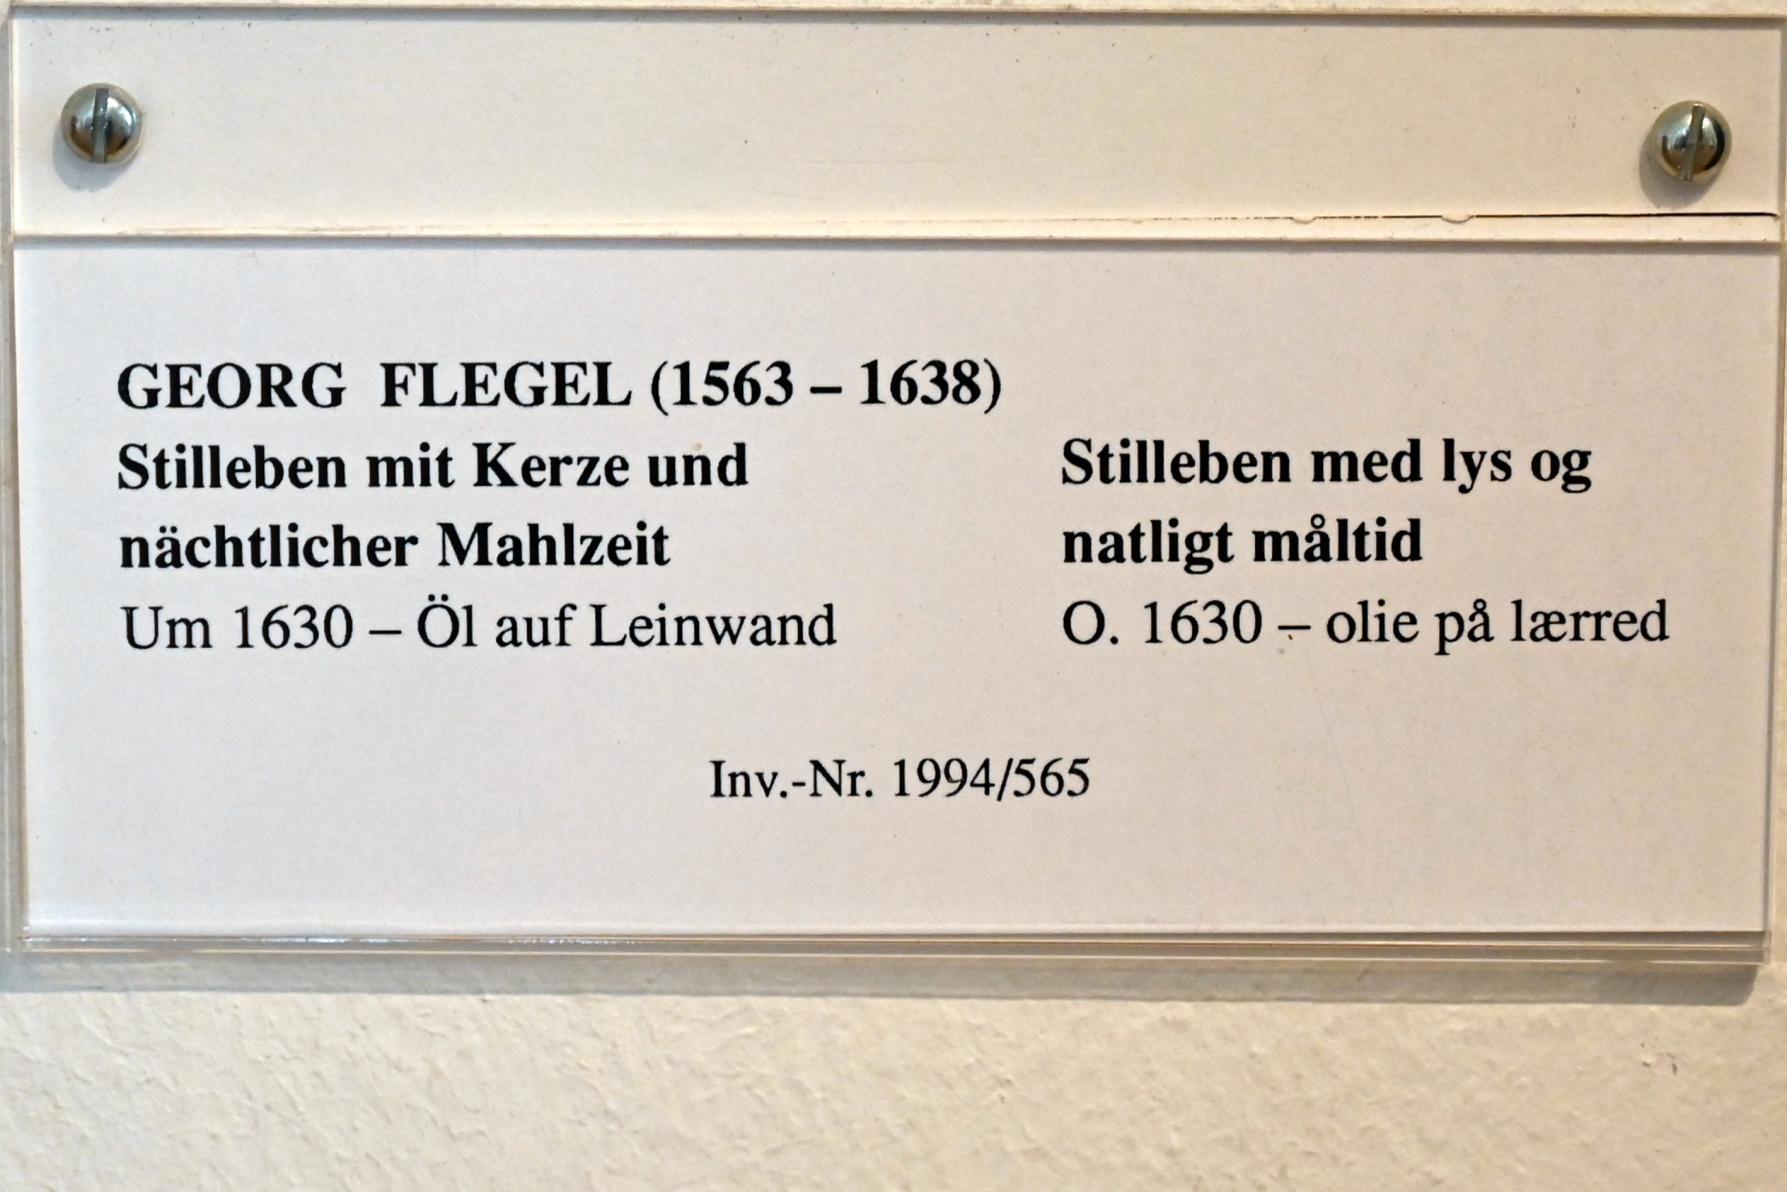 GEORG FLEGEL (1563 – 1638)
Stilleben mit Kerze und
nächtlicher Mahlzeit
Um 1630 – Öl auf Leinwand
Stilleben med lys og
natligt måltid
O. 1630 – olie på lærred
Inv.-Nr. 1994/565